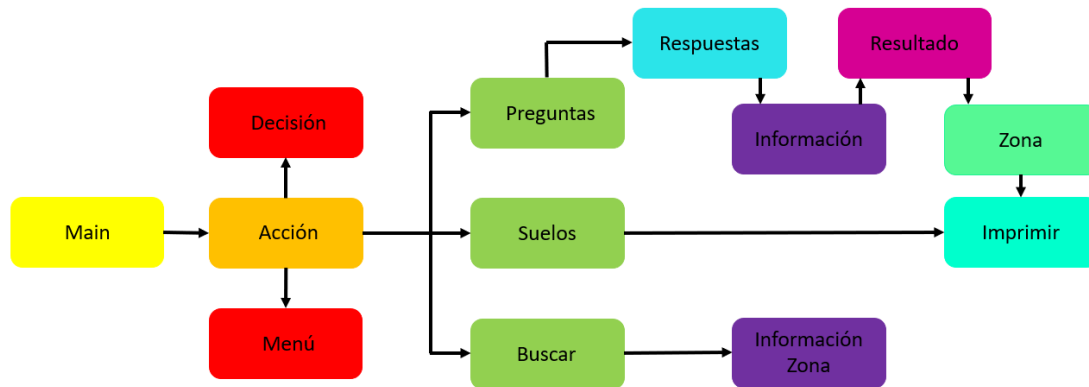 Respuestas
Resultado
Decisión
Preguntas
Información
Zona
Main
Acción
Suelos
Imprimir
Menú
Buscar
Información
Zona